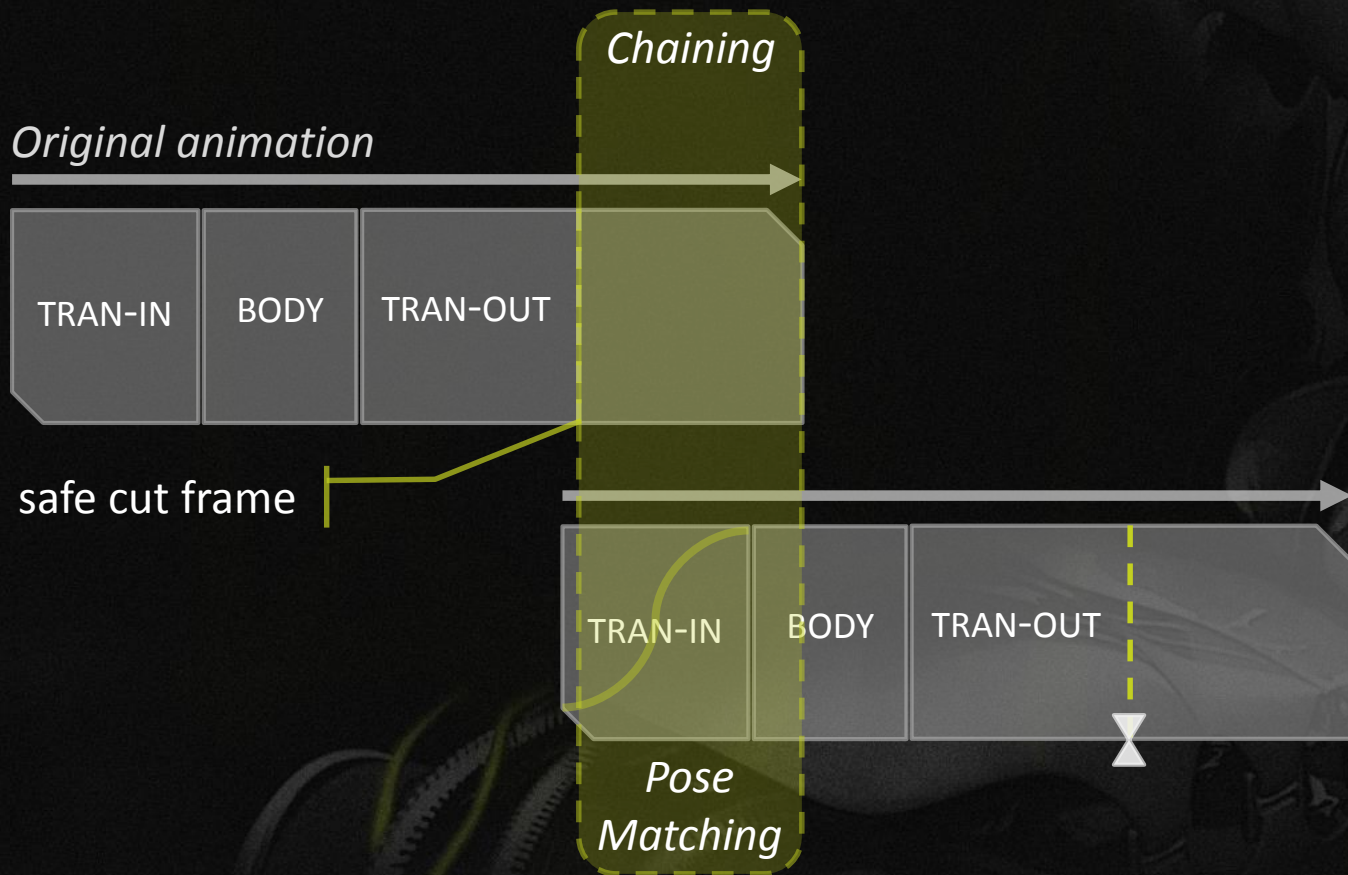 Chaining
Original animation
TRAN-IN
BODY
TRAN-OUT
safe cut frame
TRAN-IN
BODY
TRAN-OUT
Pose
Matching